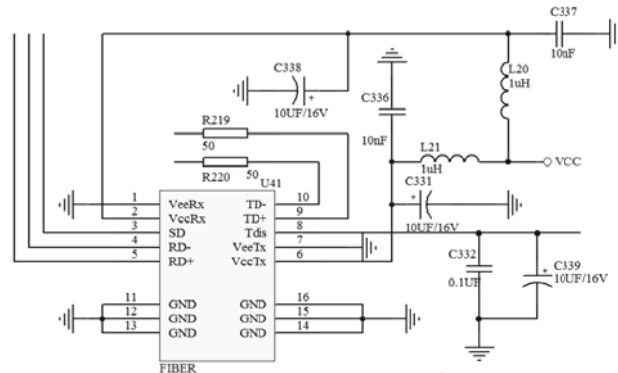 C337
10nF
L20
1uH
C338
10UF/16V
C336
10nF
R219
50
R220
50
U41
L21
1uH
VCC
C331
10UF/16V
1 VeeRx TD- 10
2 VccRx TD+ 9
3 SD Tdis 8
4 RD- VeeTx 7
5 RD+ VccTx 6
C332
0.1UF
C339
10UF/16V
11 GND GND 16
12 GND GND 15
13 GND GND 14
FIBER